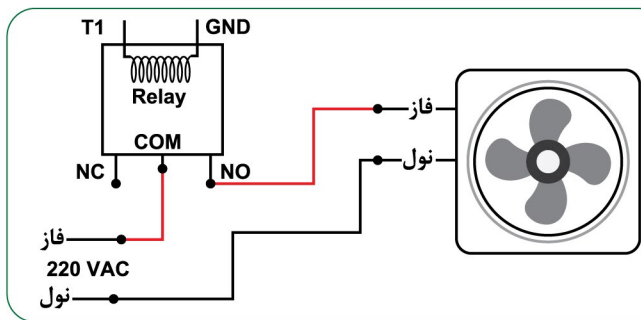 T1 GND
Relay
COM
NC NO
فاز
نول
فاز
220 VAC
نول